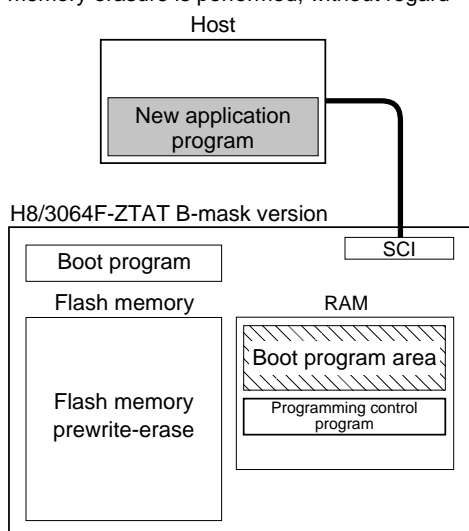 memory erasure is performed, without regard
Host
New application
program
H8/3064F-ZTAT B-mask version
SCI
Boot program
Flash memory
RAM
Boot program area
Flash memory
prewrite-erase
Programming control
program